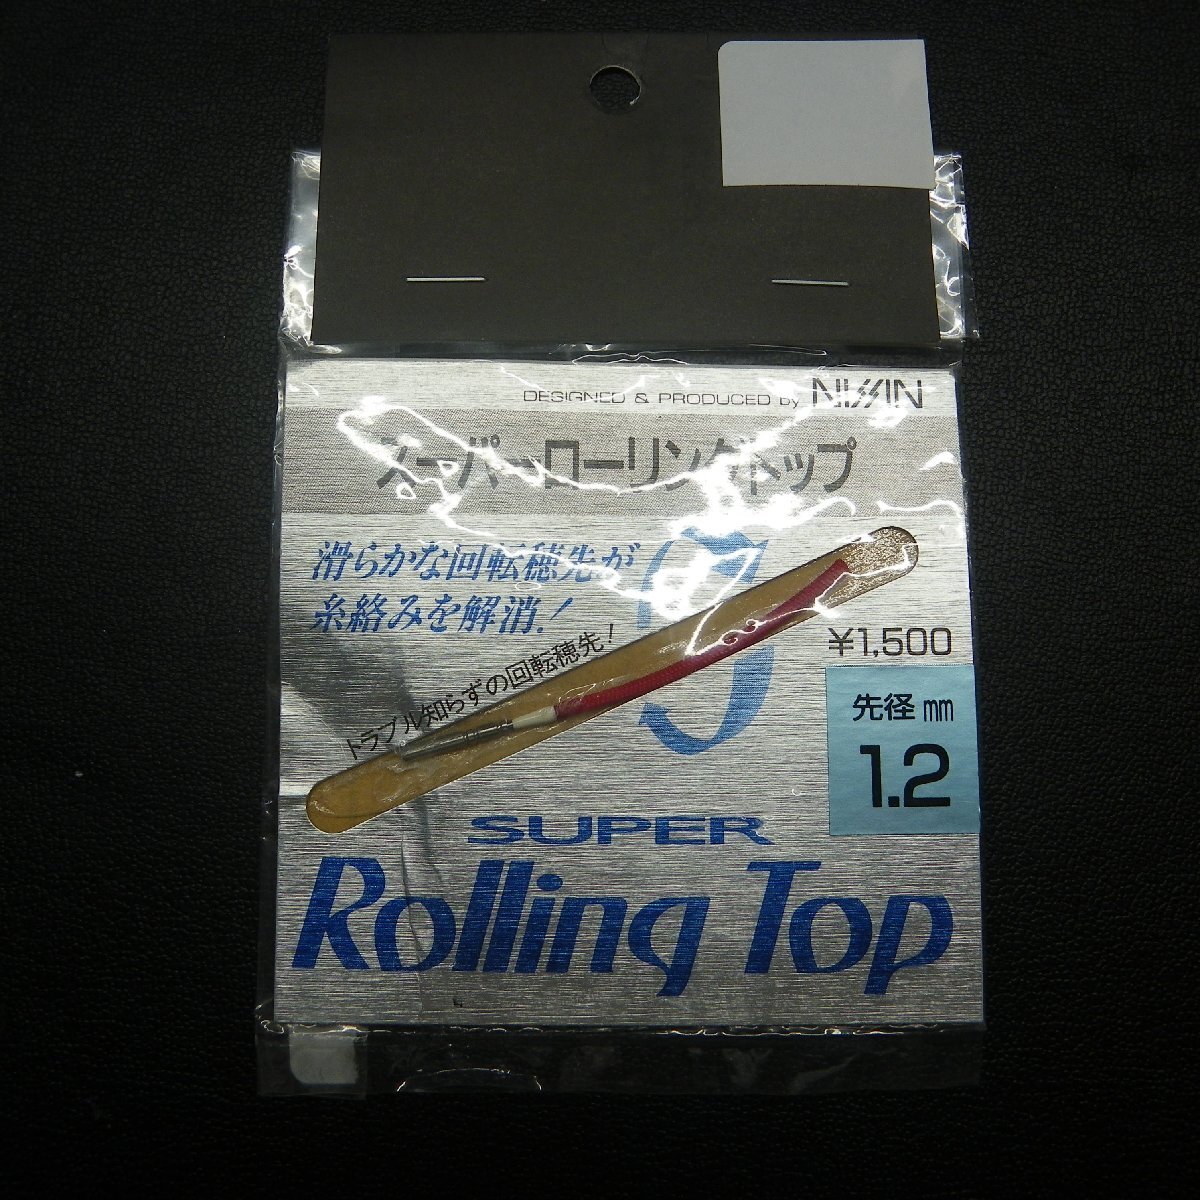 DESIGNED & PRODUCED by NISSIN
スーパーローリングトップ
滑らかな回転穂先が
糸絡みを解消!
トラブル知らずの回転穂先!
¥1,500
先径 mm
1.2
SUPER
Rolling Top